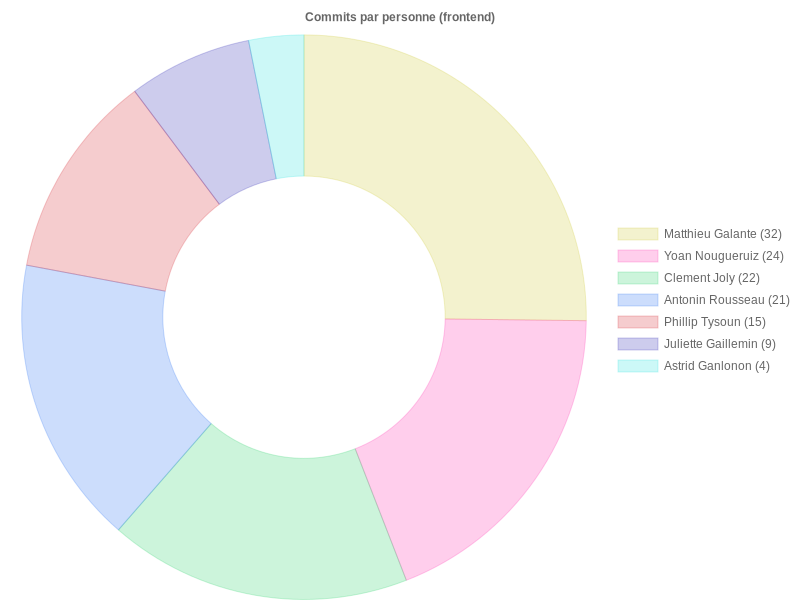 Commits par personne (frontend)
Matthieu Galante (32)
Yoan Nougueruiz (24)
Clement Joly (22)
Antonin Rousseau (21)
Phillip Tysoun (15)
Juliette Gaillemin (9)
Astrid Ganlonon (4)